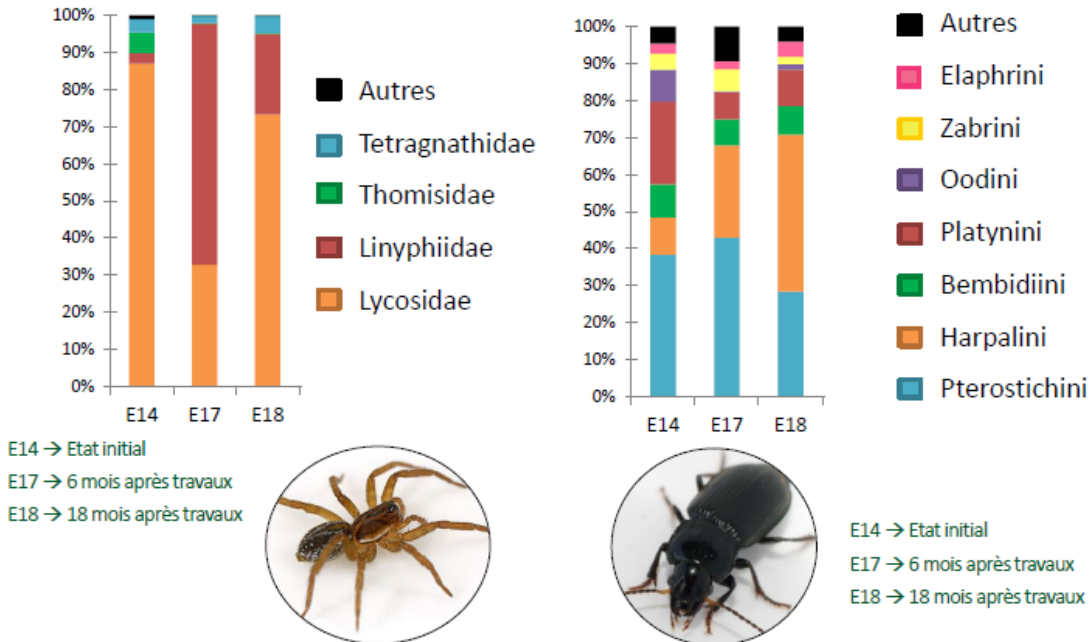 100%
90%
80%
70%
60%
50%
40%
30%
20%
10%
0%
E14 E17 E18
Autres
Tetragnathidae
Thomisidae
Linyphiidae
Lycosidae
E14 → Etat initial
E17 → 6 mois après travaux
E18 → 18 mois après travaux
100%
90%
80%
70%
60%
50%
40%
30%
20%
10%
0%
E14 E17 E18
Autres
Elaphrini
Zabrini
Oodini
Platynini
Bembidiini
Harpalini
Pterostichini
E14 → Etat initial
E17 → 6 mois après travaux
E18 → 18 mois après travaux